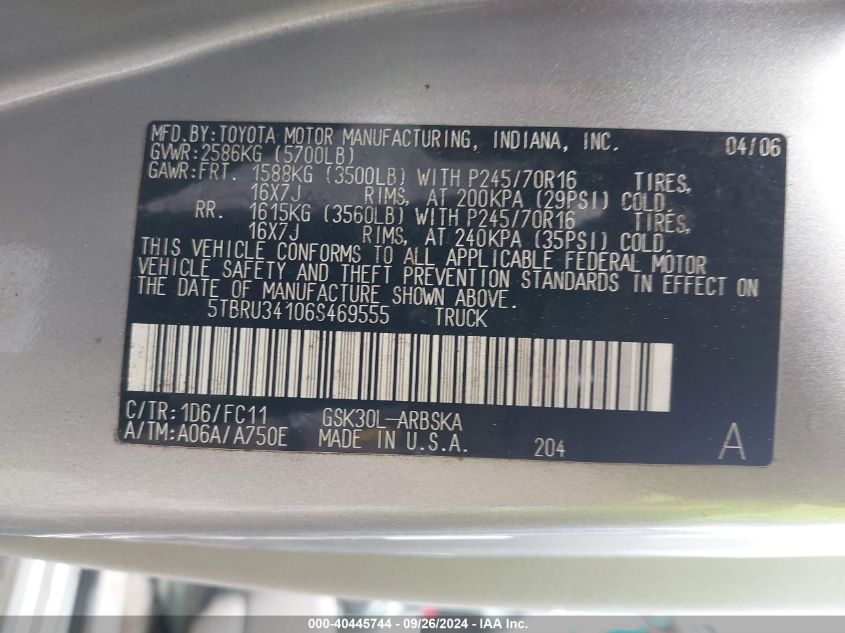 MFD.BY:TOYOTA MOTOR MANUFACTURING, INDIANA, INC. 04/06
GVWR:2586KG (5700LB)
GAWR:FRT. 1588KG (3500LB) WITH P245/70R16 TIRES,
16X7J RIMS, AT 200KPA (29PSI) COLD.
RR. 1615KG (3560LB) WITH P245/70R16 TIRES,
16X7J RIMS, AT 240KPA (35PSI) COLD.
THIS VEHICLE CONFORMS TO ALL APPLICABLE FEDERAL MOTOR
VEHICLE SAFETY AND THEFT PREVENTION STANDARDS IN EFFECT ON
THE DATE OF MANUFACTURE SHOWN ABOVE.
5TBRU34106S469555 TRUCK
C/TR:1D6/FC11 GSK30L-ARBSKA
A/TM:A06A/A750E MADE IN U.S.A. 204 A
000-40445744 - 09/26/2024 - IAA Inc.